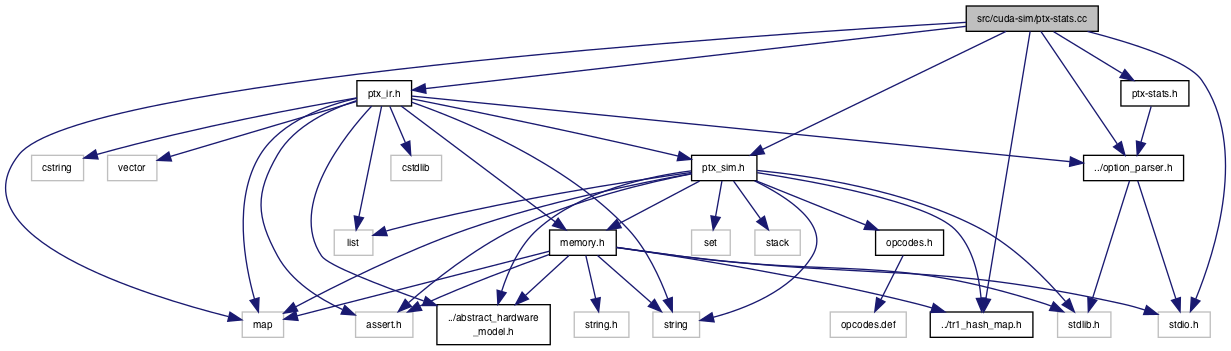 src/cuda-sim/ptx-stats.cc
ptx_ir.h
ptx-stats.h
cstring
vector
cstdlib
ptx_sim.h
../option_parser.h
list
memory.h
set
stack
opcodes.h
map
assert.h
../abstract_hardware
_model.h
string.h
string
opcodes.def
../tr1_hash_map.h
stdlib.h
stdio.h